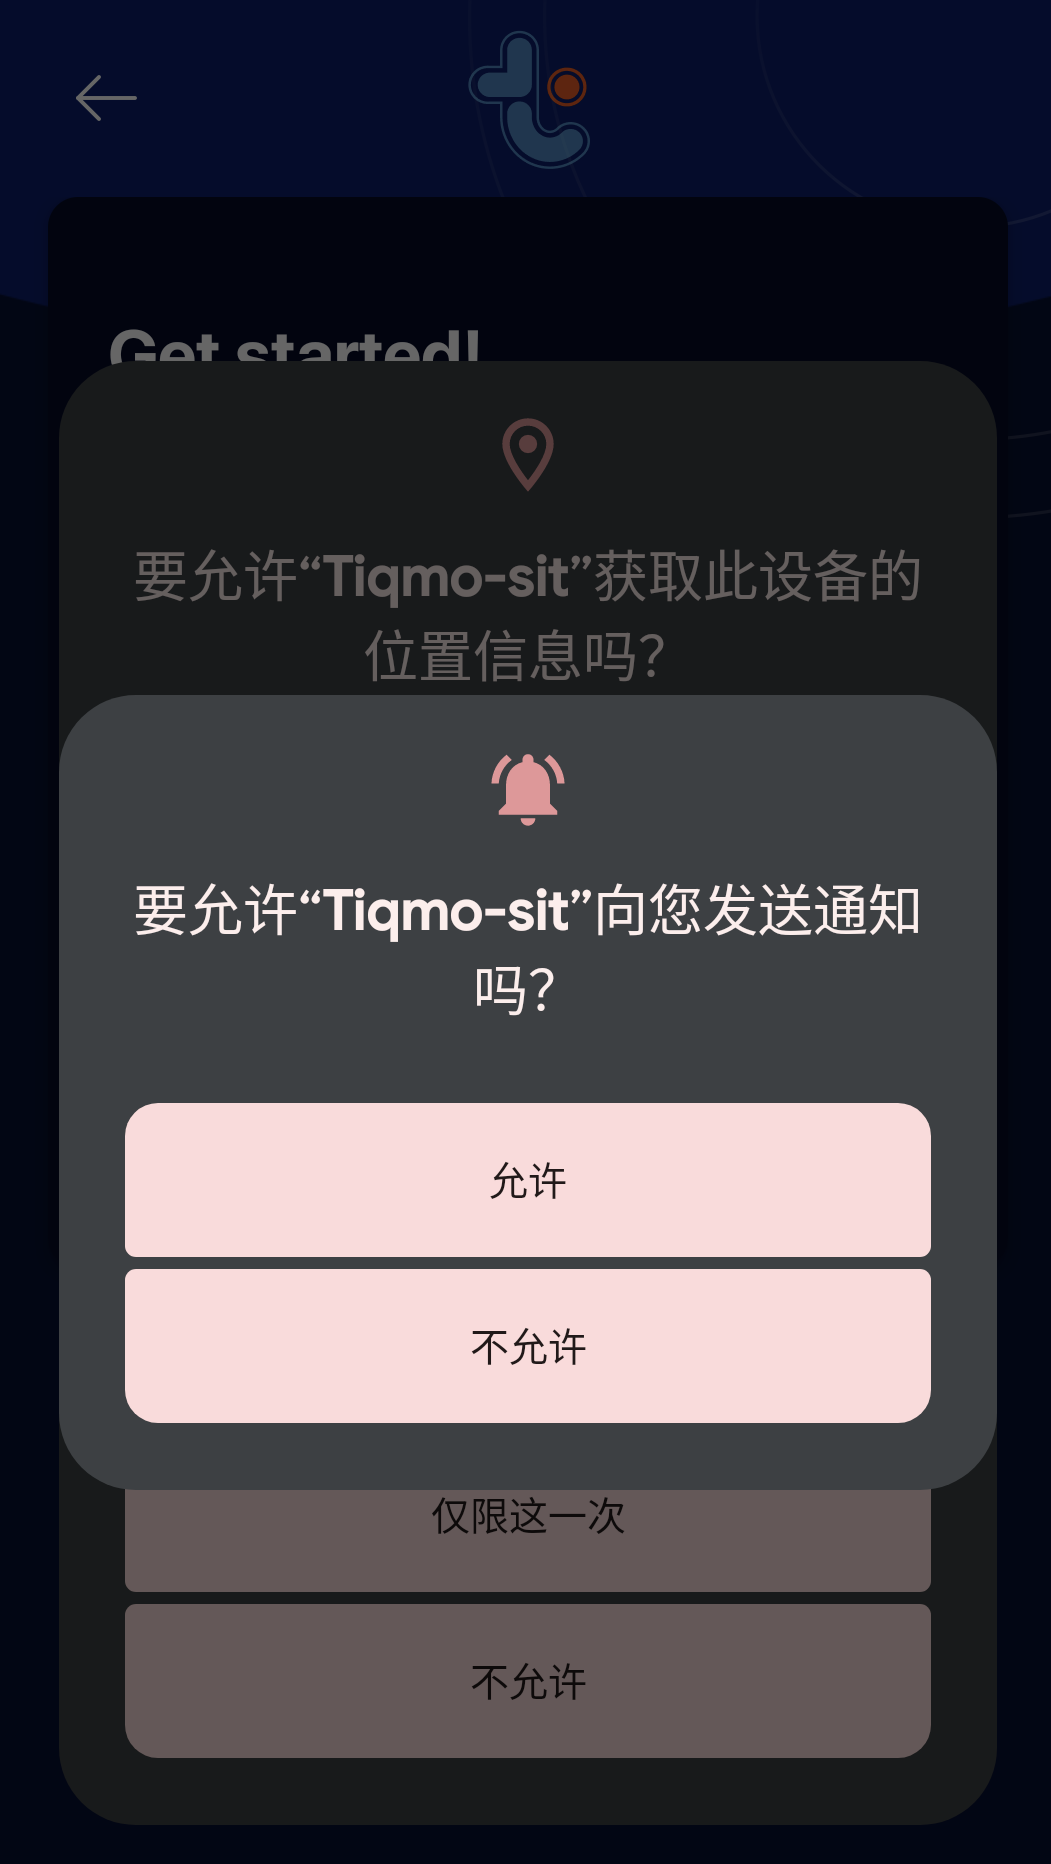 Get started!
要允许“Tiqmo-sit”获取此设备的
位置信息吗？
要允许“Tiqmo-sit”向您发送通知
吗？
允许
不允许
仅限这一次
不允许